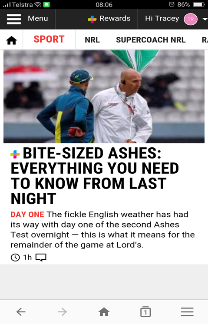 Telstra
08:06
86%
Menu
Rewards
Hi Tracey
SPORT
NRL
SUPERCOACH NRL
BITE-SIZED ASHES:
EVERYTHING YOU NEED
TO KNOW FROM LAST
NIGHT
DAY ONE The fickle English weather has had
its way with day one of the second Ashes
Test overnight — this is what it means for the
remainder of the game at Lord's.
1h
1